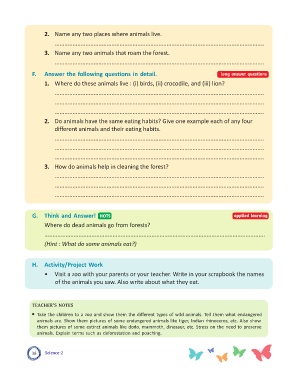 2. Name any two places where animals live.
3. Name any two animals that roam the forest.
F. Answer the following questions in detail. long answer questions
1. Where do these animals live : (i) birds, (ii) crocodile, and (iii) lion?
2. Do animals have the same eating habits? Give one example each of any four
different animals and their eating habits.
3. How do animals help in cleaning the forest?
G. Think and Answer! HOTS applied learning
Where do dead animals go from forests?
(Hint : What do some animals eat?)
H. Activity/Project Work
• Visit a zoo with your parents or your teacher. Write in your scrapbook the names
of the animals you saw. Also write about what they eat.
TEACHER'S NOTES
• Take the children to a zoo and show them the different types of wild animals. Tell them what endangered
animals are. Show them pictures of some endangered animals like tiger, Indian rhinoceros, etc. Also show
them pictures of some extinct animals like dodo, mammoth, dinosaur, etc. Stress on the need to preserve
animals. Explain terms such as deforestation and poaching.
Science 2